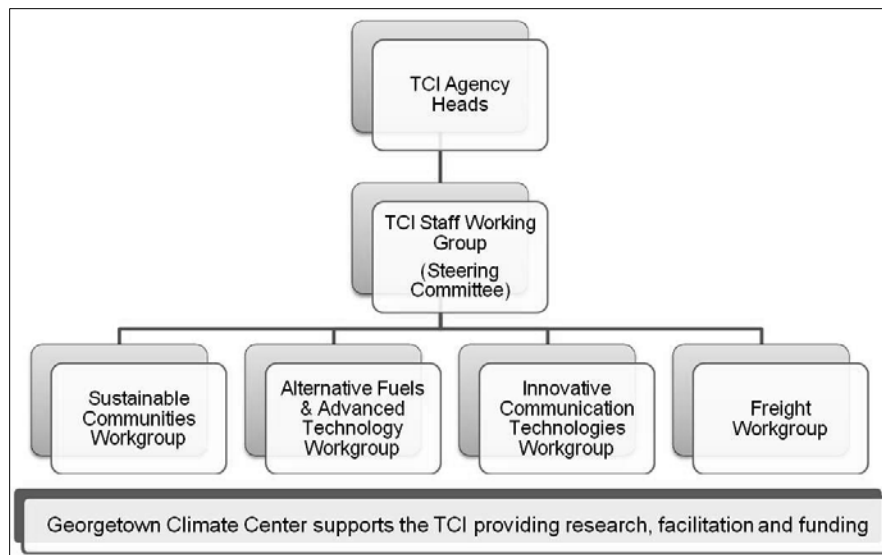 TCI Agency
Heads
TCI Staff Working
Group
(Steering
Committee)
Sustainable
Communities
Workgroup
Alternative Fuels
& Advanced
Technology
Workgroup
Innovative
Communication
Technologies
Workgroup
Freight
Workgroup
Georgetown Climate Center supports the TCI providing research, facilitation and funding